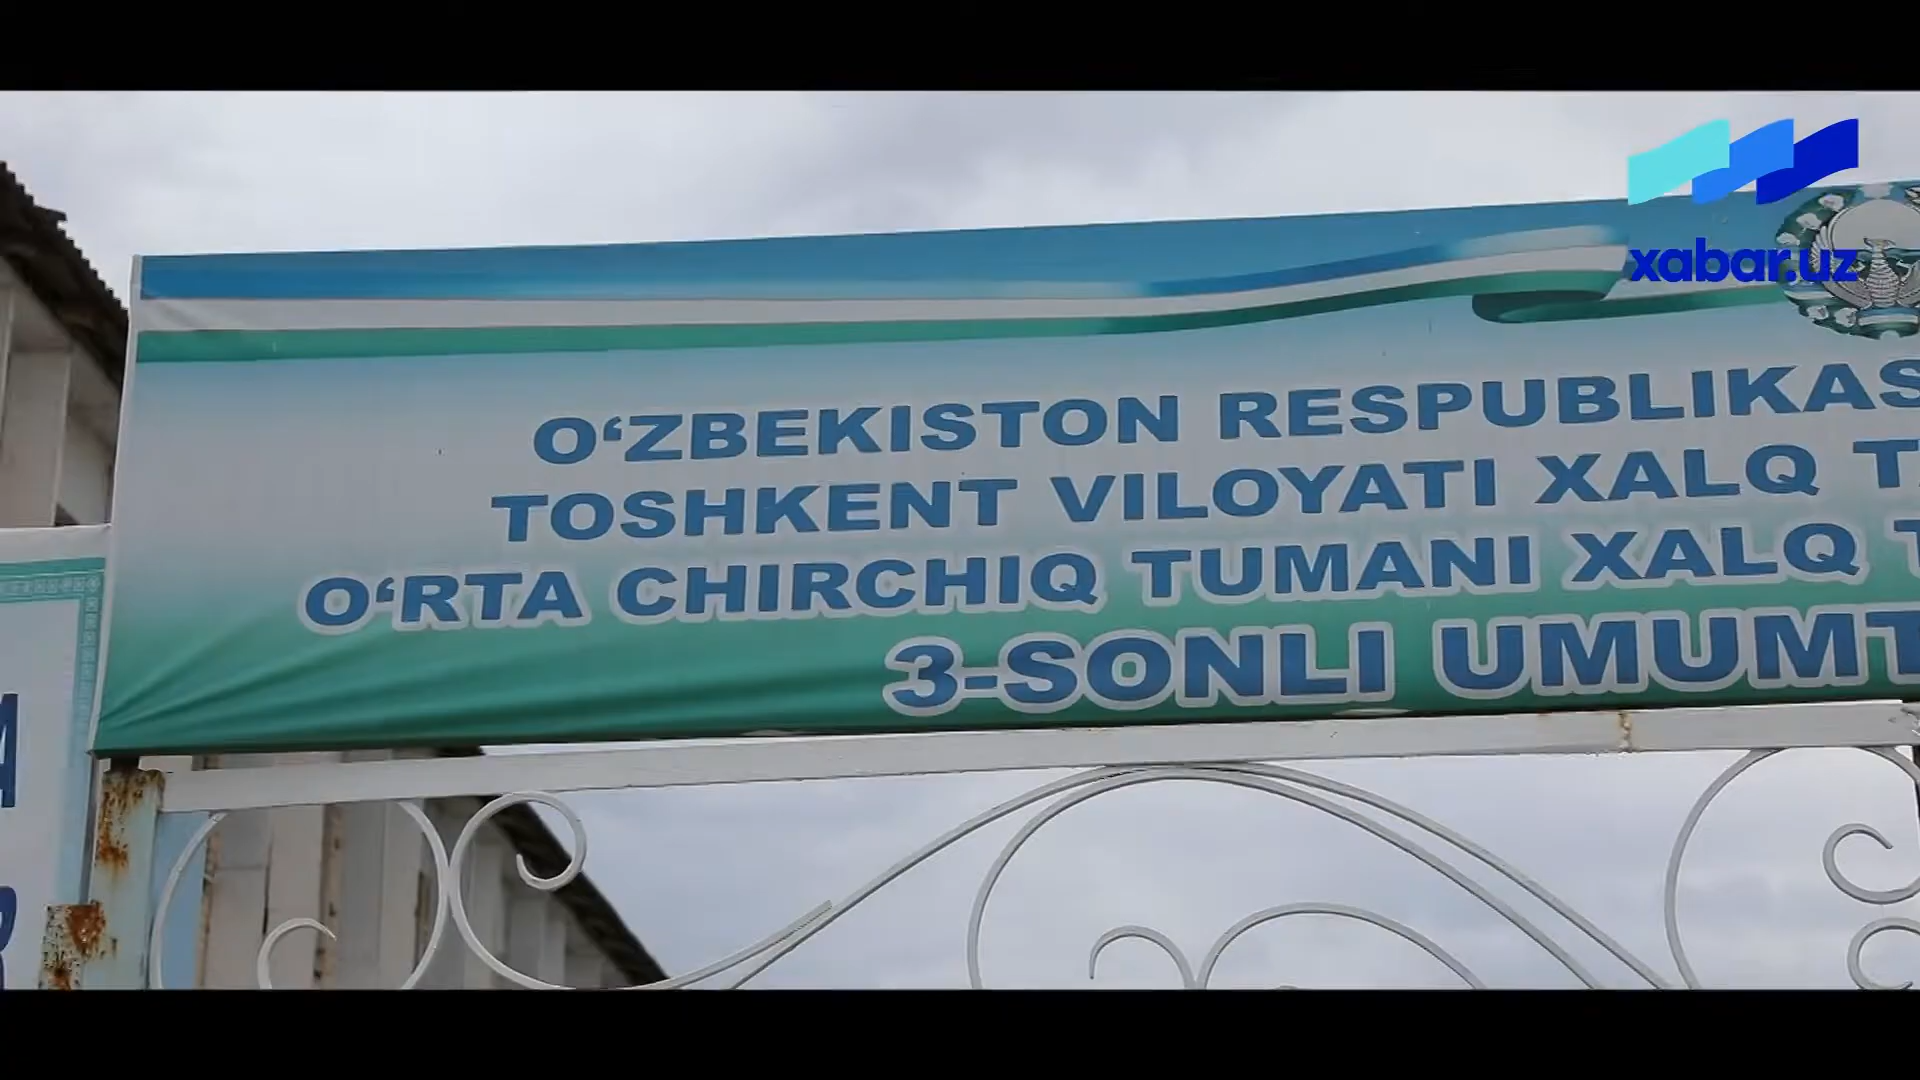 xabar.uz
O‘ZBEKISTON RESPUBLIKAS
TOSHKENT VILOYATI XALQ T
O‘RTA CHIRCHIQ TUMANI XALQ T
3-SONLI UMUMT